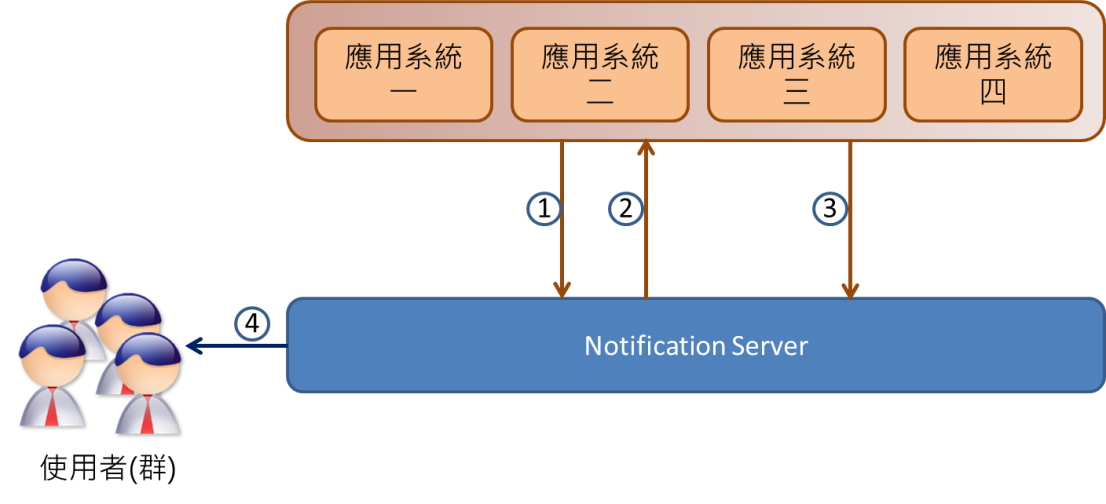 應用系統
一
應用系統
二
應用系統
三
應用系統
四
1
2
3
4
Notification Server
使用者(群)